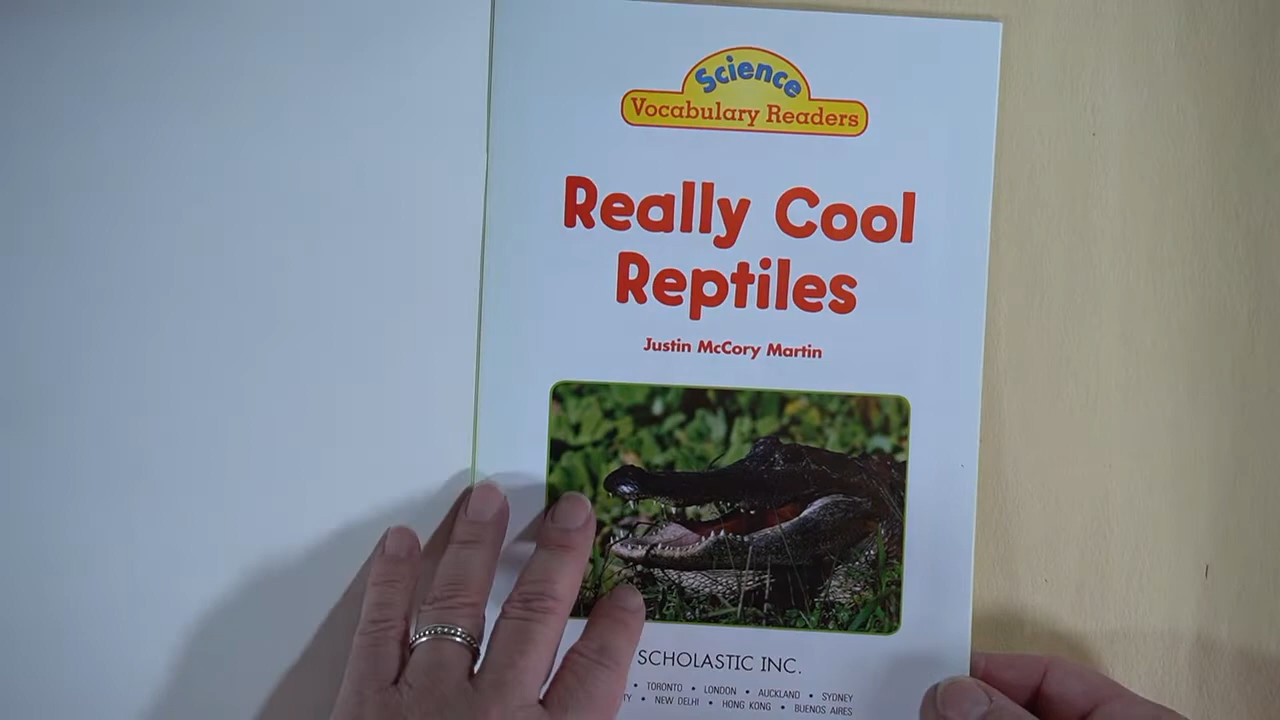 Science
Vocabulary Readers
Really Cool
Reptiles
Justin McCory Martin
SCHOLASTIC INC.
• TORONTO • LONDON • AUCKLAND • SYDNEY
• NEW DELHI • HONG KONG • BUENOS AIRES